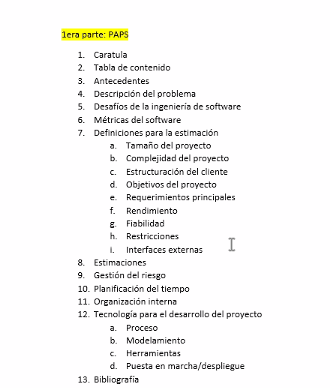 1era parte: PAPS
1. Caratula
2. Tabla de contenido
3. Antecedentes
4. Descripción del problema
5. Desafíos de la ingeniería de software
6. Métricas del software
7. Definiciones para la estimación
a. Tamaño del proyecto
b. Complejidad del proyecto
c. Estructuración del cliente
d. Objetivos del proyecto
e. Requerimientos principales
f. Rendimiento
g. Fiabilidad
h. Restricciones
i. Interfaces externas
8. Estimaciones
9. Gestión del riesgo
10. Planificación del tiempo
11. Organización interna
12. Tecnología para el desarrollo del proyecto
a. Proceso
b. Modelamiento
c. Herramientas
d. Puesta en marcha/despliegue
13. Bibliografía